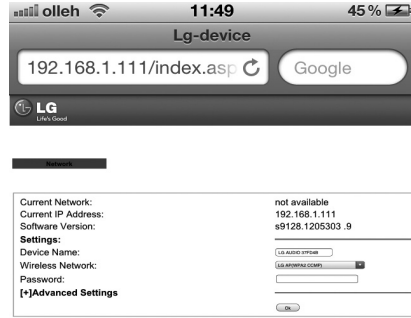 olleh 11:49 45%
Lg-device
192.168.1.111/index.asp Google
LG
Life's Good
Network
Current Network: not available
Current IP Address: 192.168.1.111
Software Version: s9128.1205303 .9
Settings:
Device Name: LG AUDIO 37FD4R
Wireless Network: LG AP(WPA2 CCMP)
Password:
[+]Advanced Settings
Ok